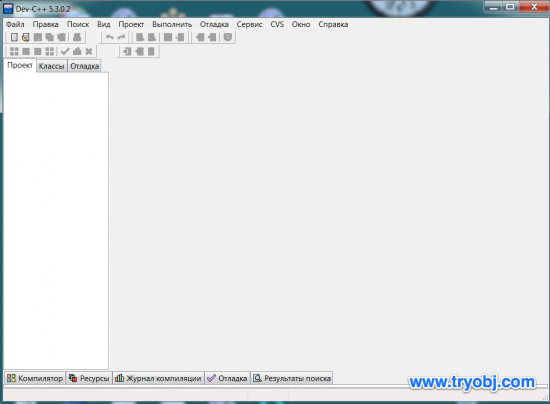 Dev-C++ 5.3.0.2
Файл Правка Поиск Вид Проект Выполнить Отладка Сервис CVS Окно Справка
Проект Классы Отладка
Компилятор Ресурсы Журнал компиляции Отладка Результаты поиска
www.tryobj.com